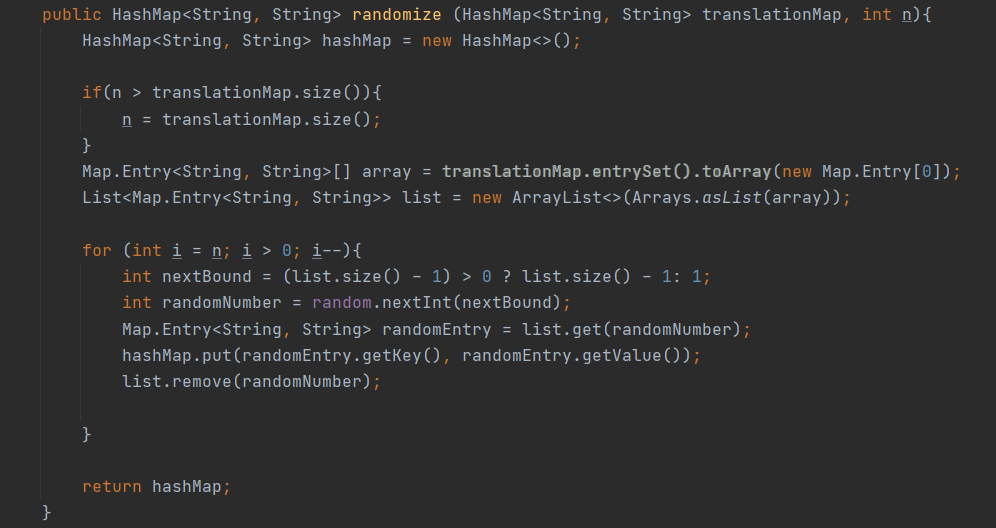 public HashMap<String, String> randomize (HashMap<String, String> translationMap, int n){
HashMap<String, String> hashMap = new HashMap<>();
if(n > translationMap.size()){
n = translationMap.size();
}
Map.Entry<String, String>[] array = translationMap.entrySet().toArray(new Map.Entry[0]);
List<Map.Entry<String, String>> list = new ArrayList<>(Arrays.asList(array));
for (int i = n; i > 0; i--){
int nextBound = (list.size() - 1) > 0 ? list.size() - 1: 1;
int randomNumber = random.nextInt(nextBound);
Map.Entry<String, String> randomEntry = list.get(randomNumber);
hashMap.put(randomEntry.getKey(), randomEntry.getValue());
list.remove(randomNumber);
}
return hashMap;
}